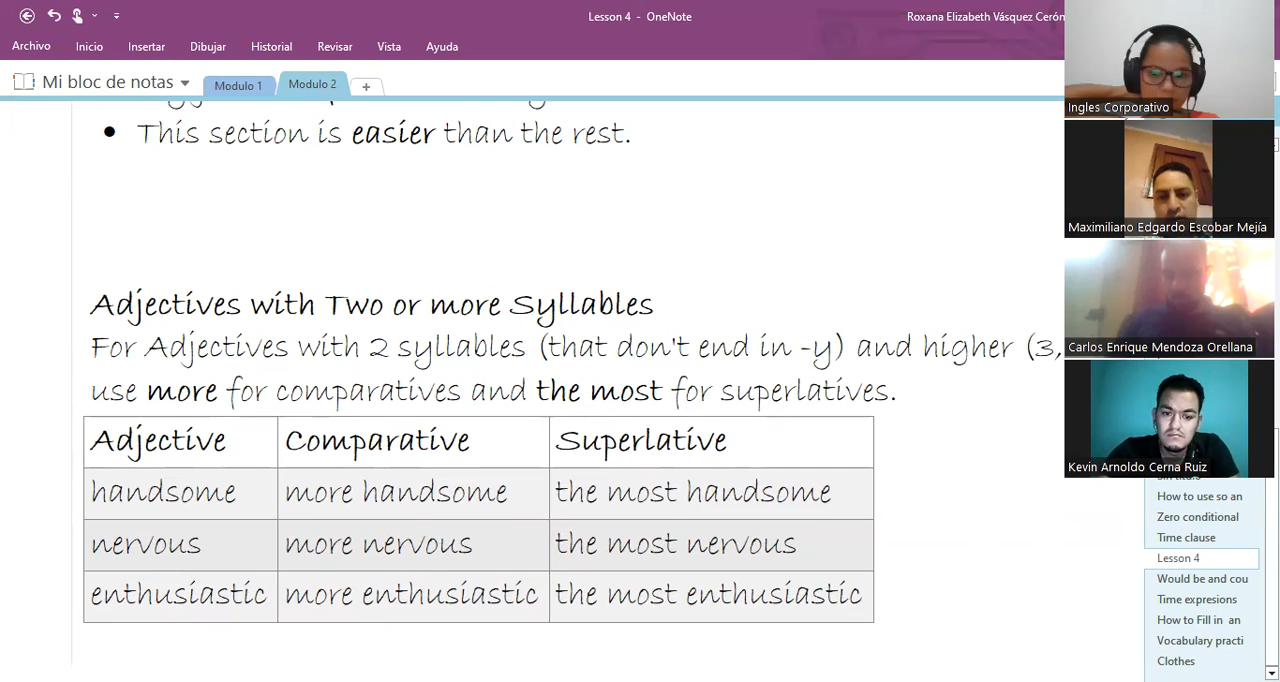 Lesson 4 - OneNote
Roxana Elizabeth Vásquez Cerón
Archivo Inicio Insertar Dibujar Historial Revisar Vista Ayuda
Mi bloc de notas Modulo 1 Modulo 2 +
• This section is easier than the rest.
Adjectives with Two or more Syllables
For Adjectives with 2 syllables (that don't end in -y) and higher (3,
use more for comparatives and the most for superlatives.
Adjective Comparative Superlative
handsome more handsome the most handsome
nervous more nervous the most nervous
enthusiastic more enthusiastic the most enthusiastic
Ingles Corporativo
Maximiliano Edgardo Escobar Mejía
Carlos Enrique Mendoza Orellana
Kevin Arnoldo Cerna Ruiz
How to use so an
Zero conditional
Time clause
Lesson 4
Would be and cou
Time expresions
How to Fill in an
Vocabulary practi
Clothes